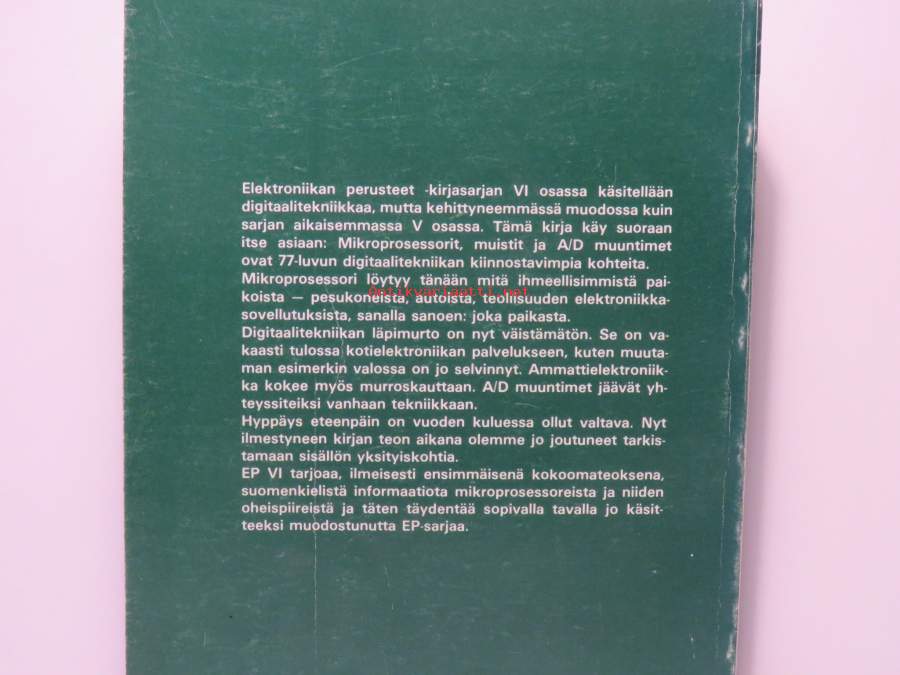 Elektroniikan perusteet -kirjasarjan VI osassa käsitellään
digitaalitekniikkaa, mutta kehittyneemmässä muodossa kuin
sarjan aikaisemmassa V osassa. Tämä kirja käy suoraan
itse asiaan: Mikroprosessorit, muistit ja A/D muuntimet
ovat 77-luvun digitaalitekniikan kiinnostavimpia kohteita.
Mikroprosessori löytyy tänään mitä ihmeellisimmistä pai-
koista — pesukoneista, autoista, teollisuuden elektroniikka-
Antikvariaatti.net
sovellutuksista, sanalla sanoen: joka paikasta.
Digitaalitekniikan läpimurto on nyt väistämätön. Se on va-
kaasti tulossa kotielektroniikan palvelukseen, kuten muuta-
man esimerkin valossa on jo selvinnyt. Ammattielektroniik-
ka kokee myös murroskauttaan. A/D muuntimet jäävät yh-
teyssiteiksi vanhaan tekniikkaan.
Hyppäys eteenpäin on vuoden kuluessa ollut valtava. Nyt
ilmestyneen kirjan teon aikana olemme jo joutuneet tarkis-
tamaan sisällön yksityiskohtia.
EP VI tarjoaa, ilmeisesti ensimmäisenä kokoomateoksena,
suomenkielistä informaatiota mikroprosessoreista ja niiden
oheispiireistä ja täten täydentää sopivalla tavalla jo käsit-
teeksi muodostunutta EP-sarjaa.